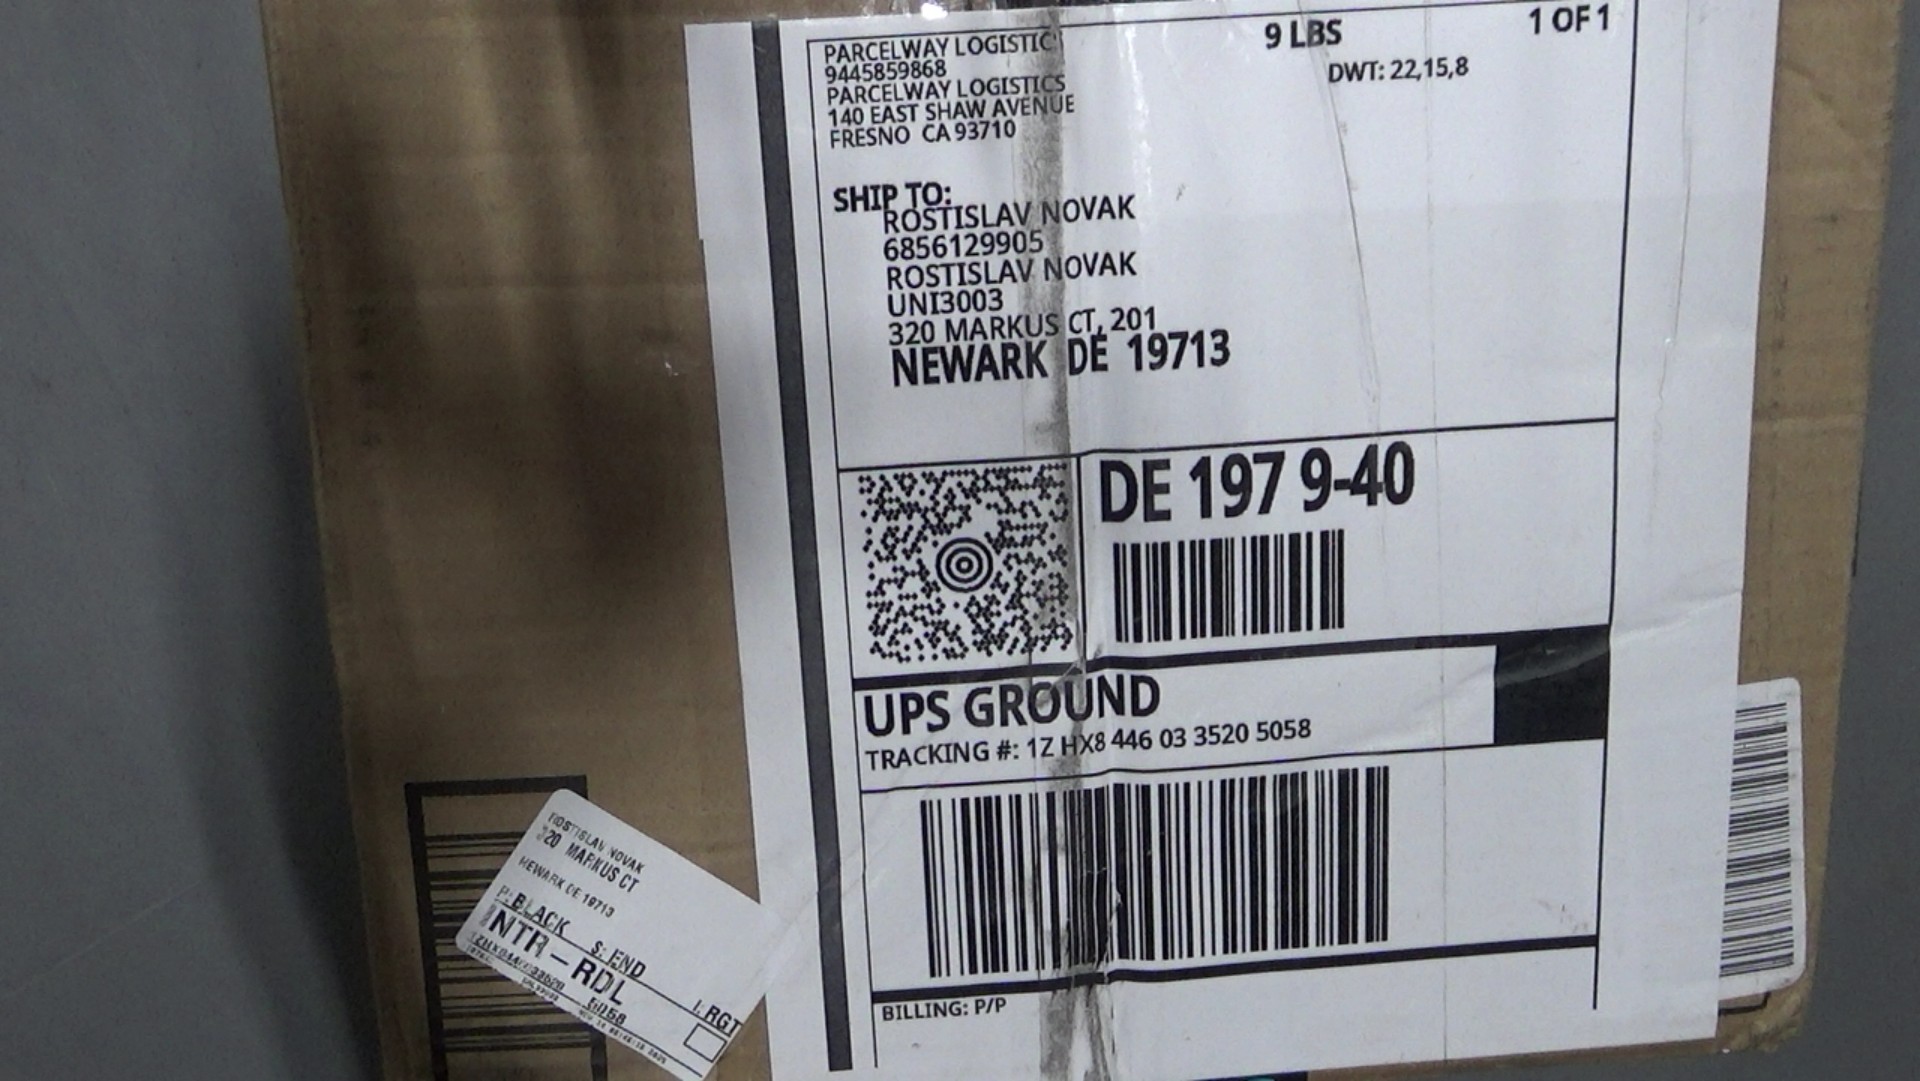 PARCELWAY LOGISTIC
9445859868
PARCELWAY LOGISTICS
140 EAST SHAW AVENUE
FRESNO CA 93710
9 LBS
1 OF 1
DWT: 22,15,8
SHIP TO:
ROSTISLAV NOVAK
6856129905
ROSTISLAV NOVAK
UNI3003
320 MARKUS CT, 201
NEWARK DE 19713
DE 197 9-40
UPS GROUND
TRACKING #: 1Z HX8 446 03 3520 5058
BILLING: P/P
ROSTISLAV NOVAK
320 MARKUS CT
NEWARK DE 19713
P: BLACK S: END I: RGT
INTR-RDL
5058